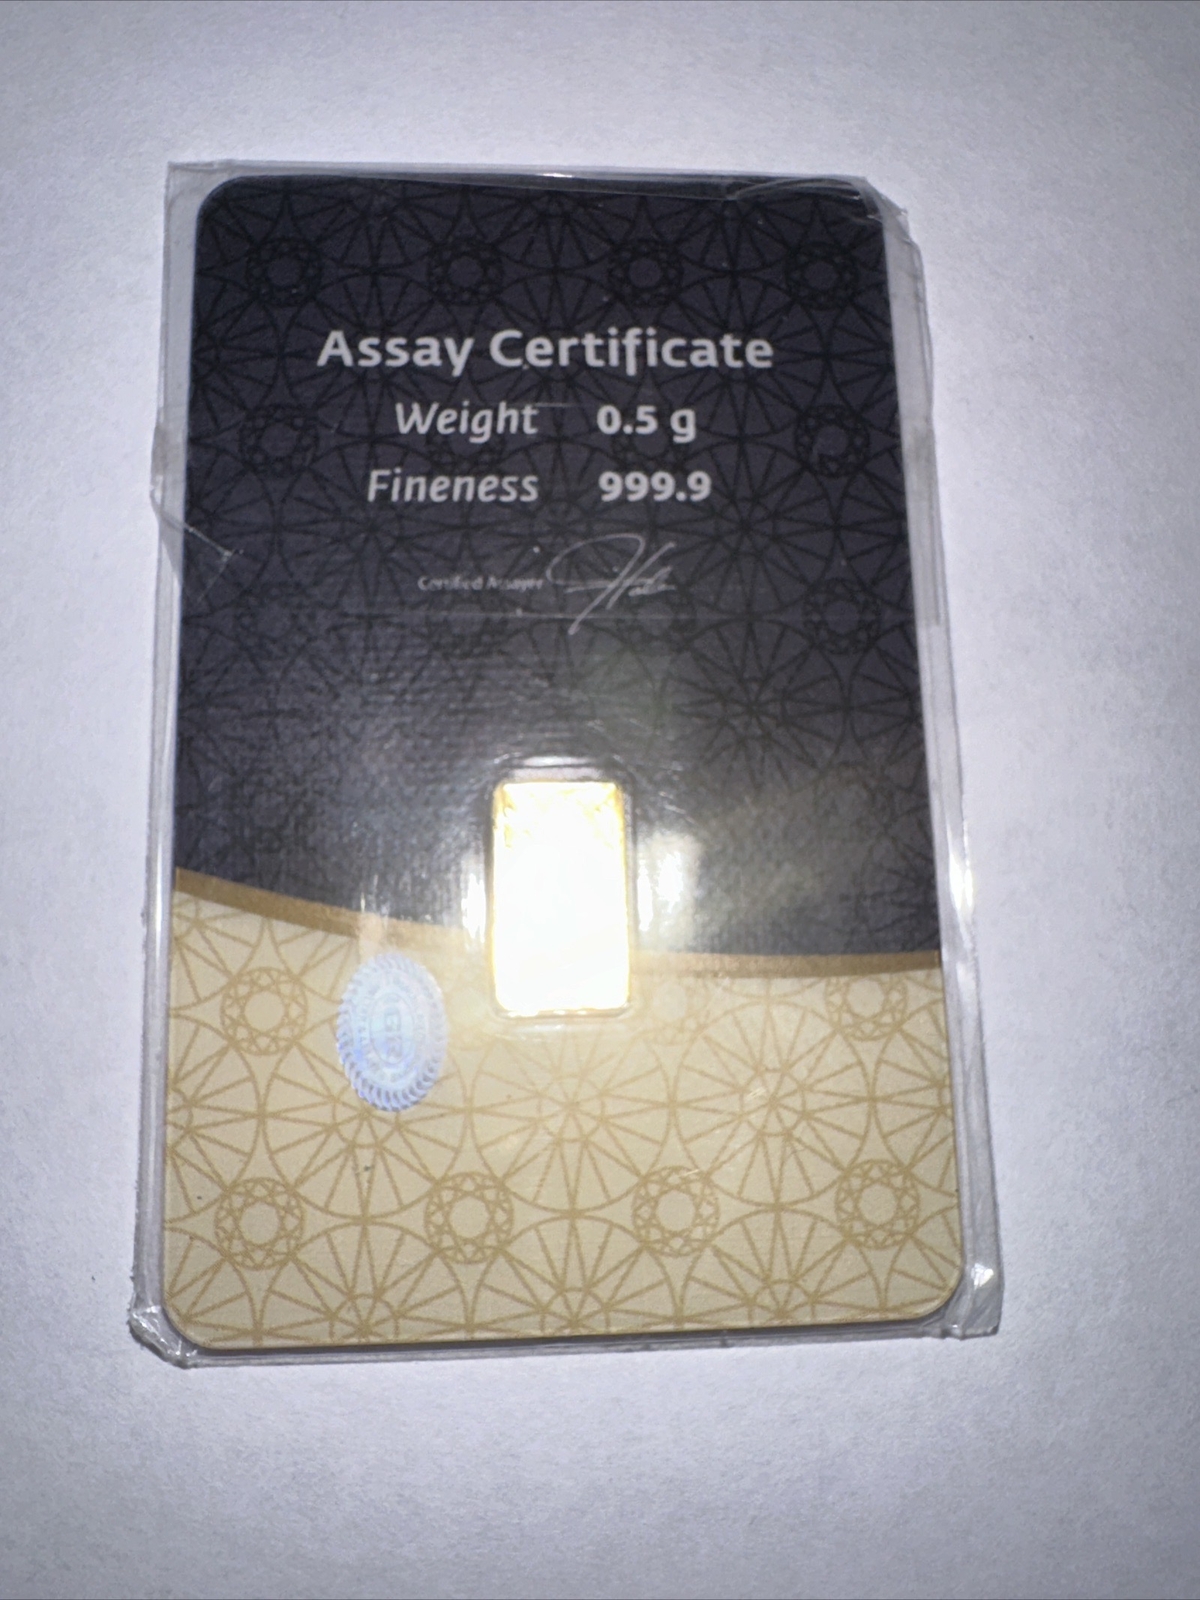 Assay Certificate
Weight 0.5 g
Fineness 999.9
Certified Assayer